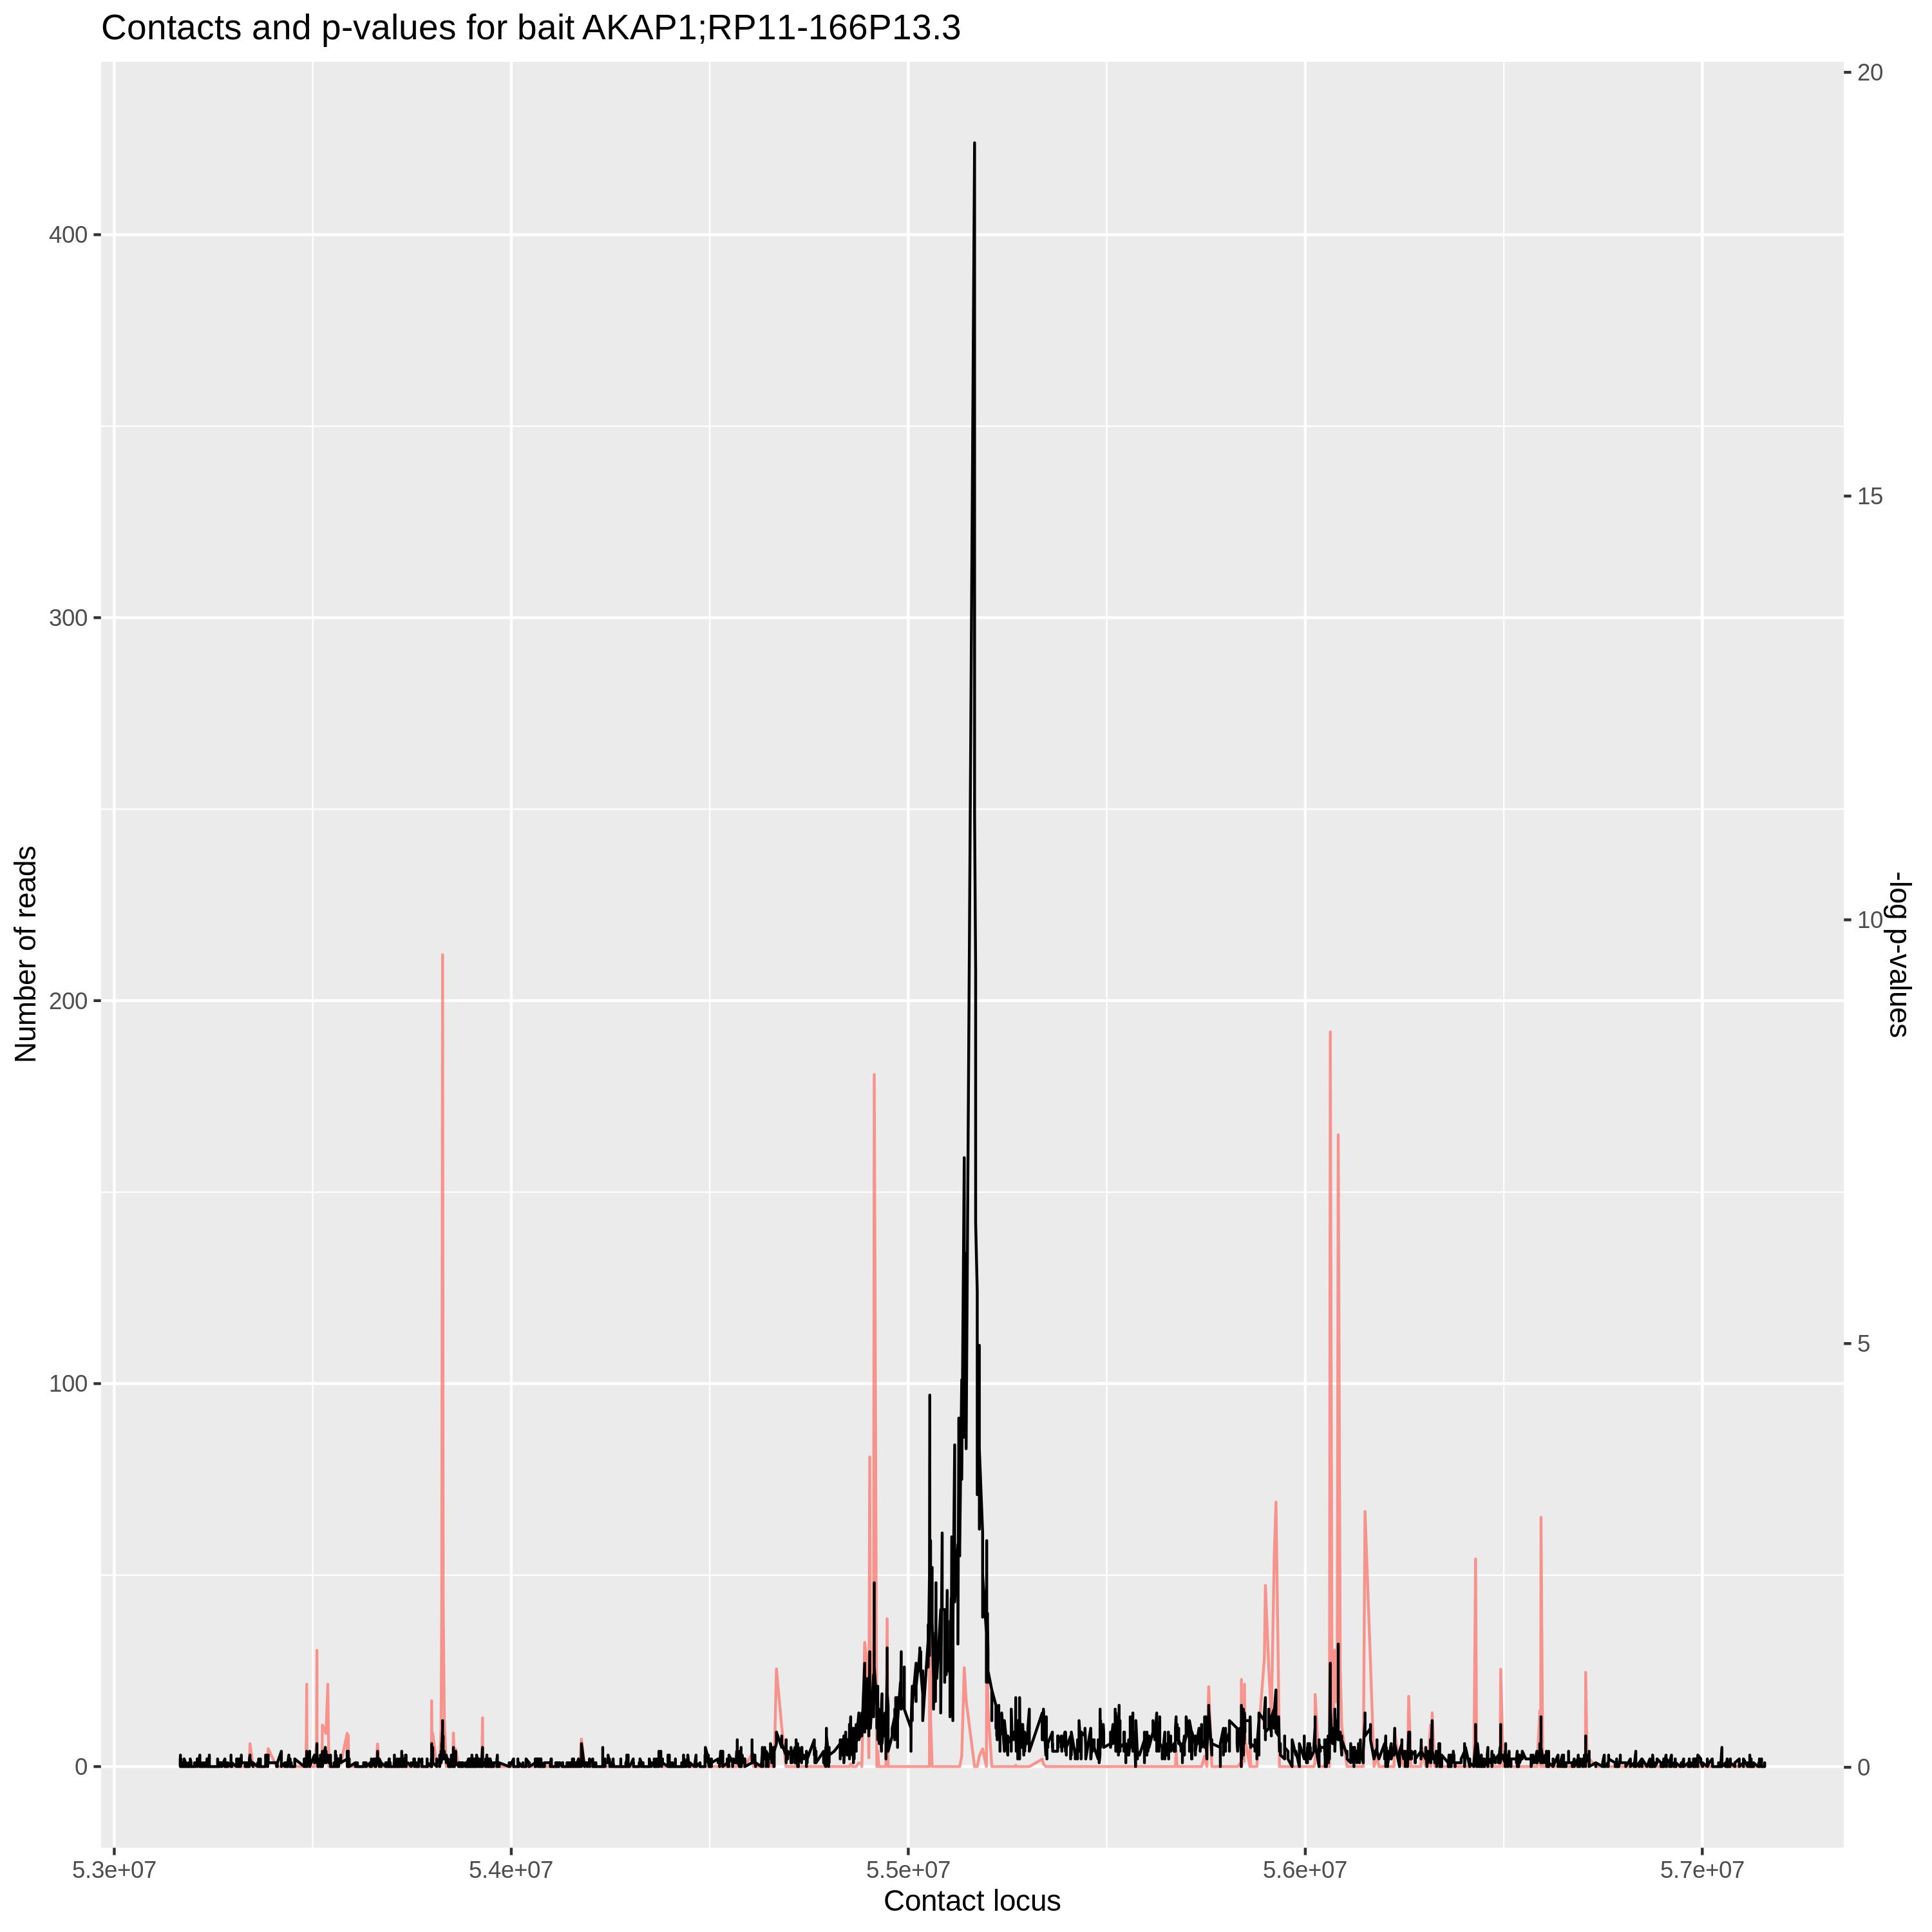 Contacts and p-values for bait AKAP1;RP11-166P13.3
Number of reads
400
300
200
100
0
20
15
10
5
0
-log p-values
5.3e+07 5.4e+07 5.5e+07 5.6e+07 5.7e+07
Contact locus